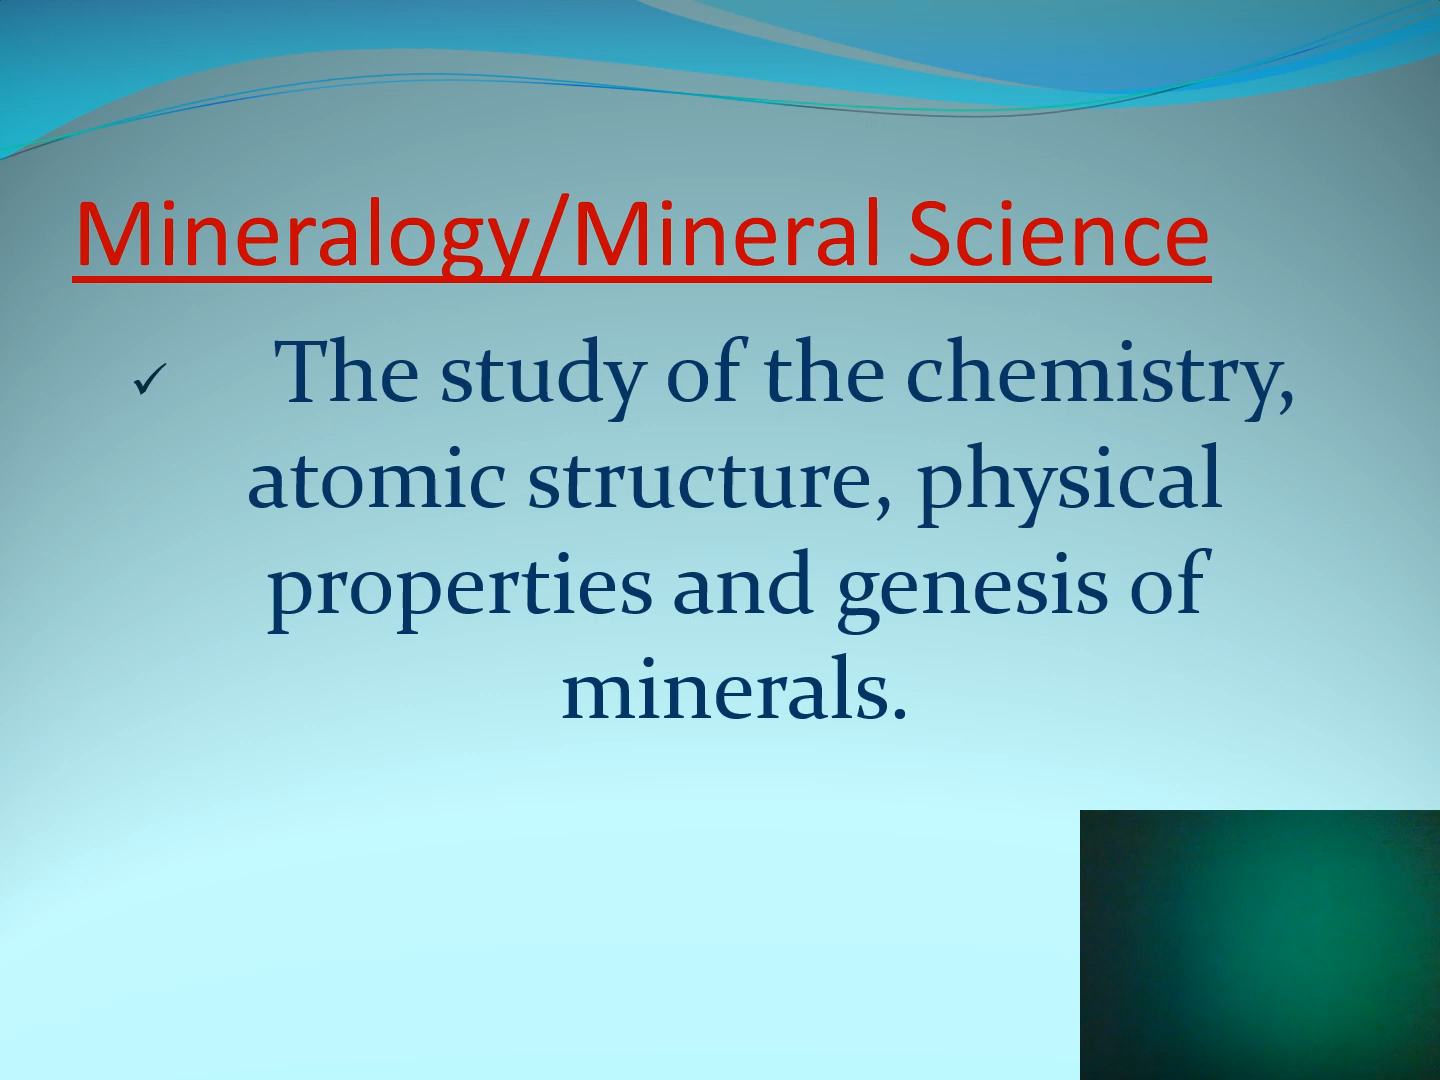 Mineralogy/Mineral Science
✓ The study of the chemistry,
atomic structure, physical
properties and genesis of
minerals.